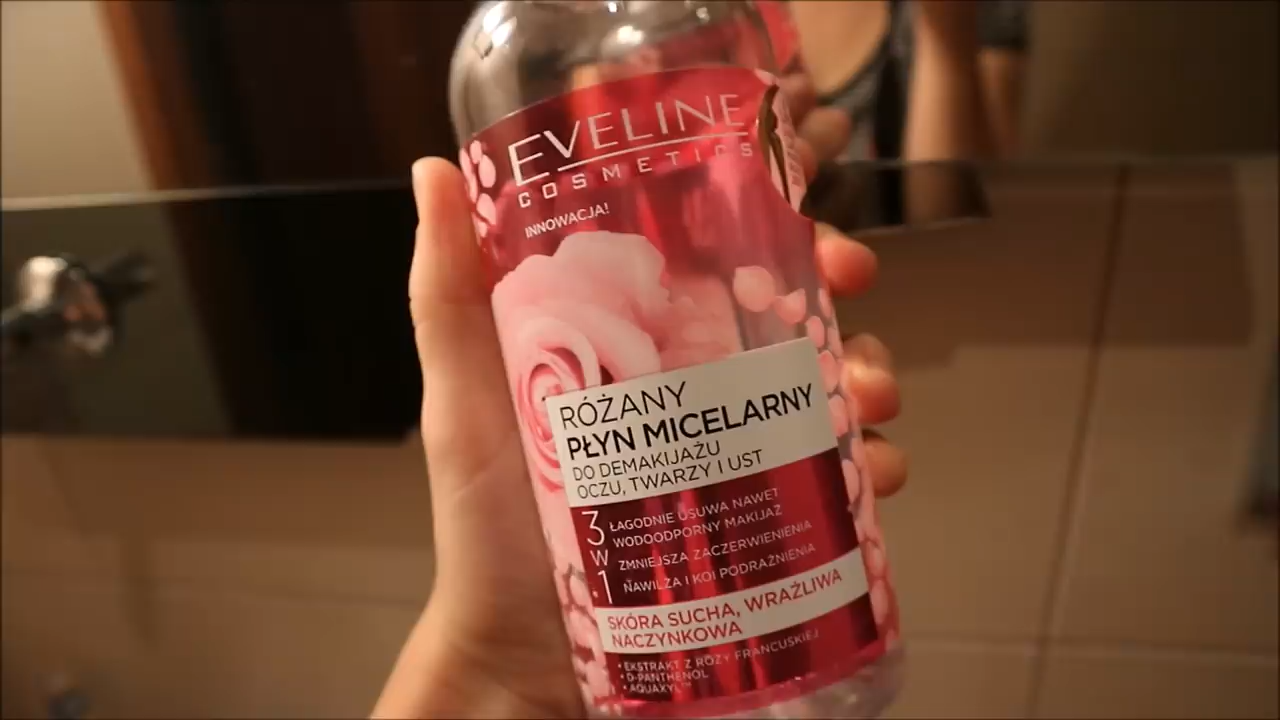 EVELINE
COSMETICS
INNOWACJA!
RÓŻANY
PŁYN MICELARNY
DO DEMAKIJAŻU
OCZU, TWARZY I UST
3 W 1
ŁAGODNIE USUWA NAWET
WODOODPORNY MAKIJAŻ
ZMNIEJSZA ZACZERWIENIENIA
NAWILŻA I KOI PODRAŻNIENIA
SKÓRA SUCHA, WRAŻLIWA
NACZYNKOWA
• EKSTRAKT Z RÓŻY FRANCUSKIEJ
• D-PANTHENOL
• AQUAXYL™